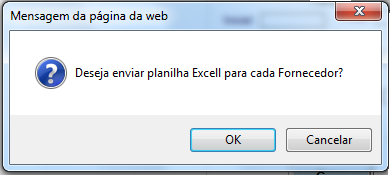 Mensagem da página da web
Deseja enviar planilha Excell para cada Fornecedor?
OK
Cancelar